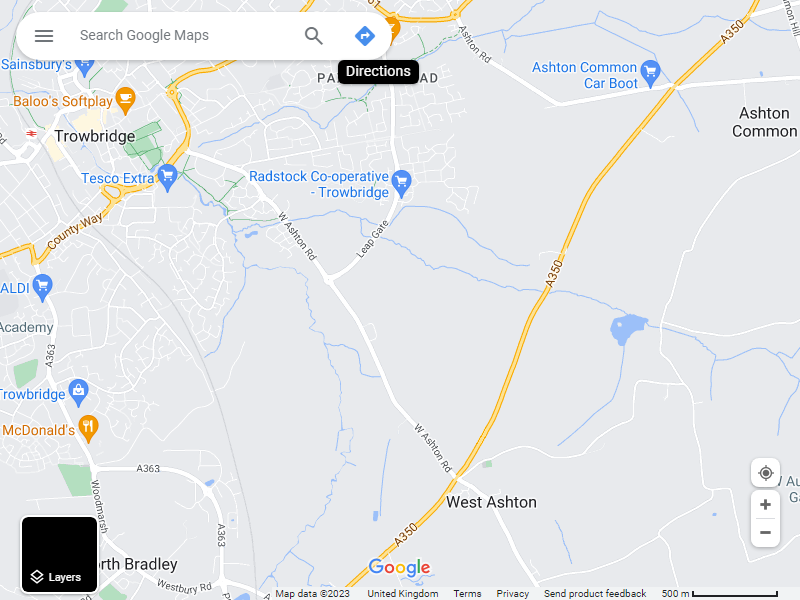 Search Google Maps
Directions
A350
Ashton Rd
Sainsbury's
Ashton Common
Car Boot
Baloo's Softplay
Ashton
Common
Trowbridge
Tesco Extra
Radstock Co-operative
- Trowbridge
W Ashton Rd
County Way
Leap Gate
A350
ALDI
Academy
A363
Trowbridge
McDonald's
W Ashton Rd
A363
Woodmarsh
West Ashton
A363
A350
orth Bradley
Layers
Westbury Rd
Google
Map data ©2023
United Kingdom
Terms
Privacy
Send product feedback
500 m